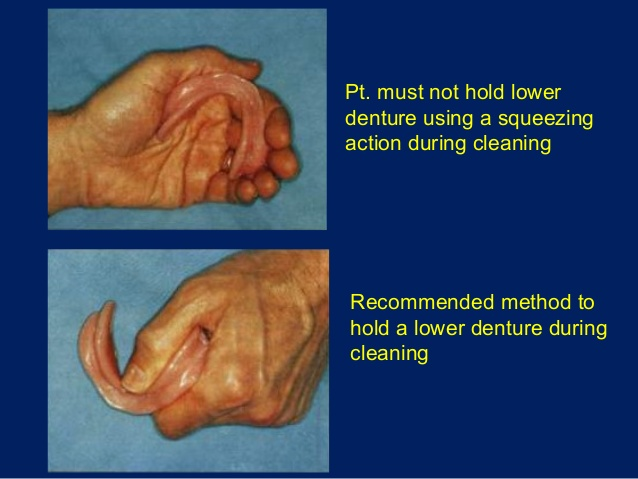 Pt. must not hold lower
denture using a squeezing
action during cleaning
Recommended method to
hold a lower denture during
cleaning